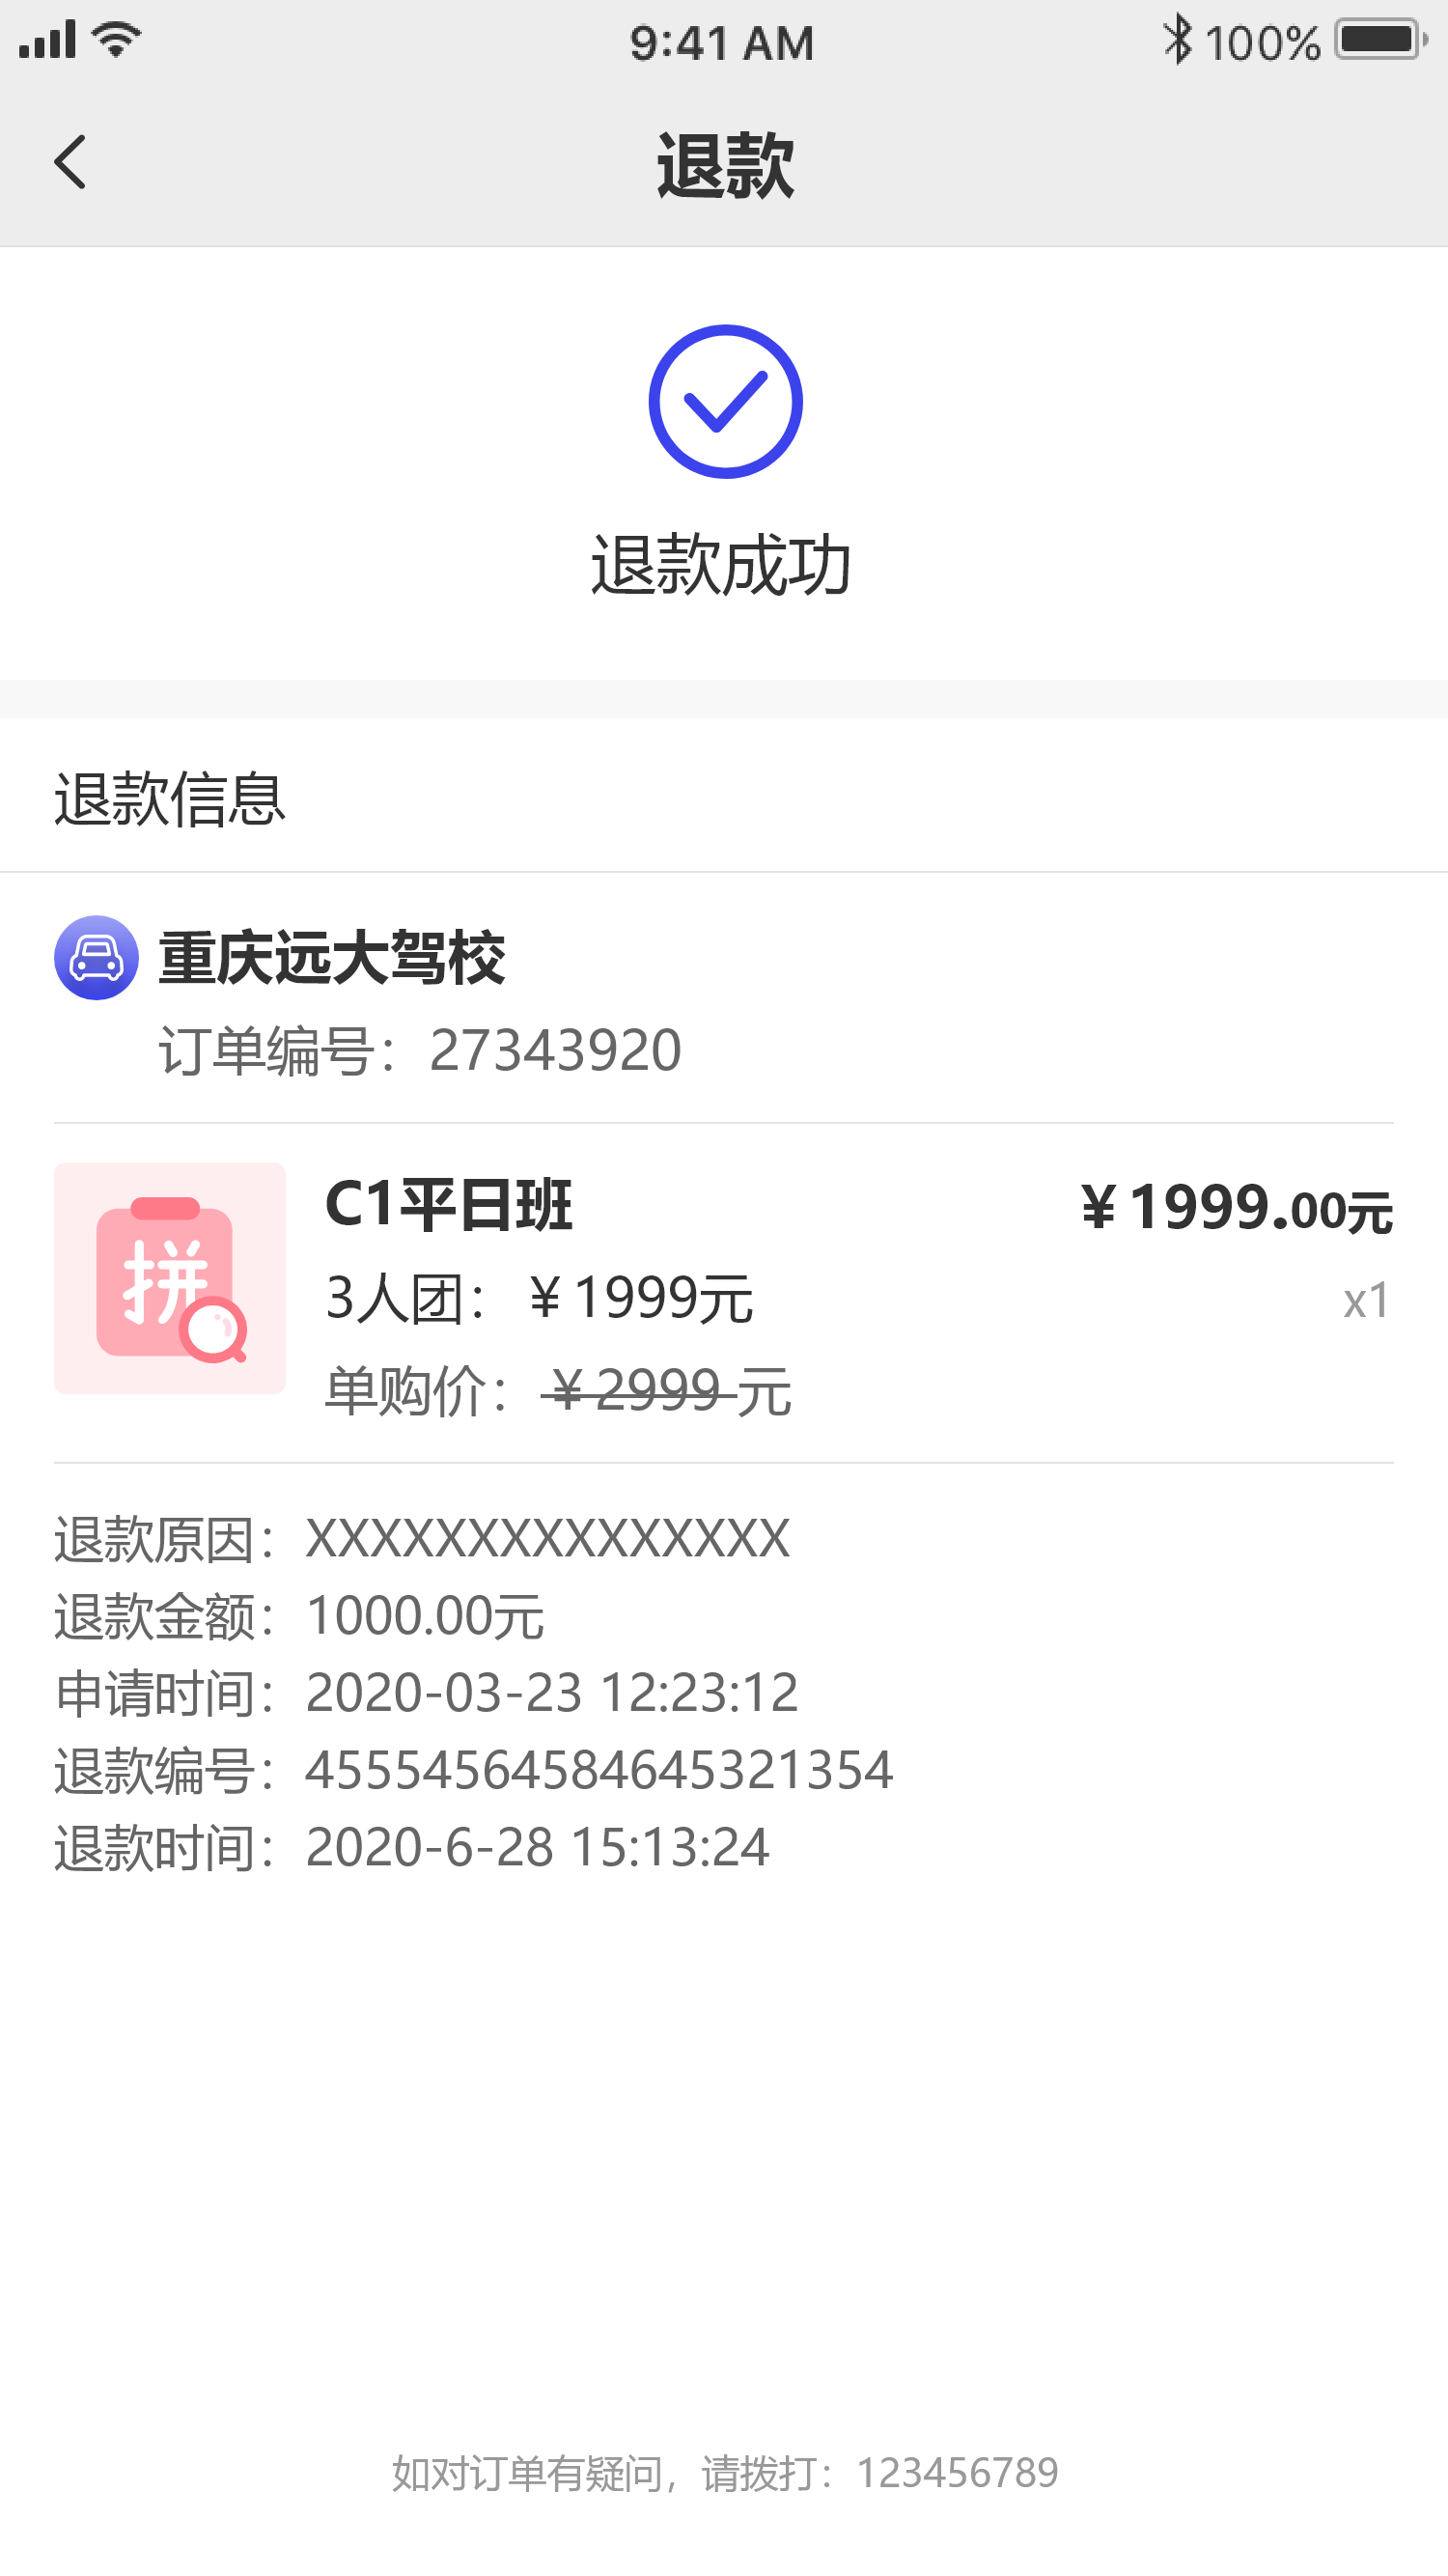 9:41 AM 100%
退款
退款成功
退款信息
重庆远大驾校
订单编号：27343920
C1平日班
¥1999.00元
拼
3人团：¥1999元
x1
单购价：¥2999元
退款原因：XXXXXXXXXXXXXXX
退款金额：1000.00元
申请时间：2020-03-23 12:23:12
退款编号：45554564584645321354
退款时间：2020-6-28 15:13:24
如对订单有疑问，请拨打：123456789